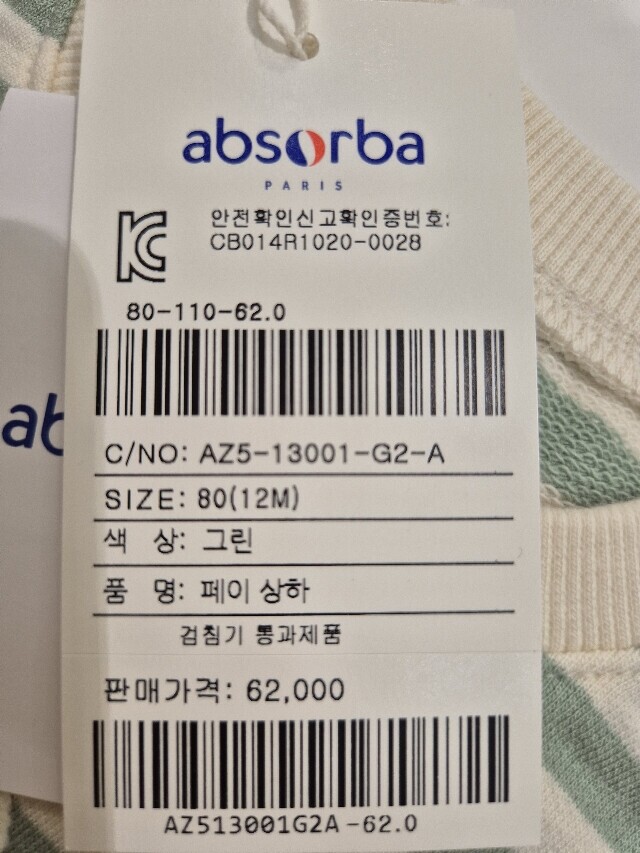 absorba
PARIS
안전확인신고확인증번호:
CB014R1020-0028
80-110-62.0
ab
C/NO: AZ5-13001-G2-A
SIZE: 80(12M)
색 상: 그린
품 명: 페이 상하
검침기 통과제품
판매가격: 62,000
AZ513001G2A-62.0